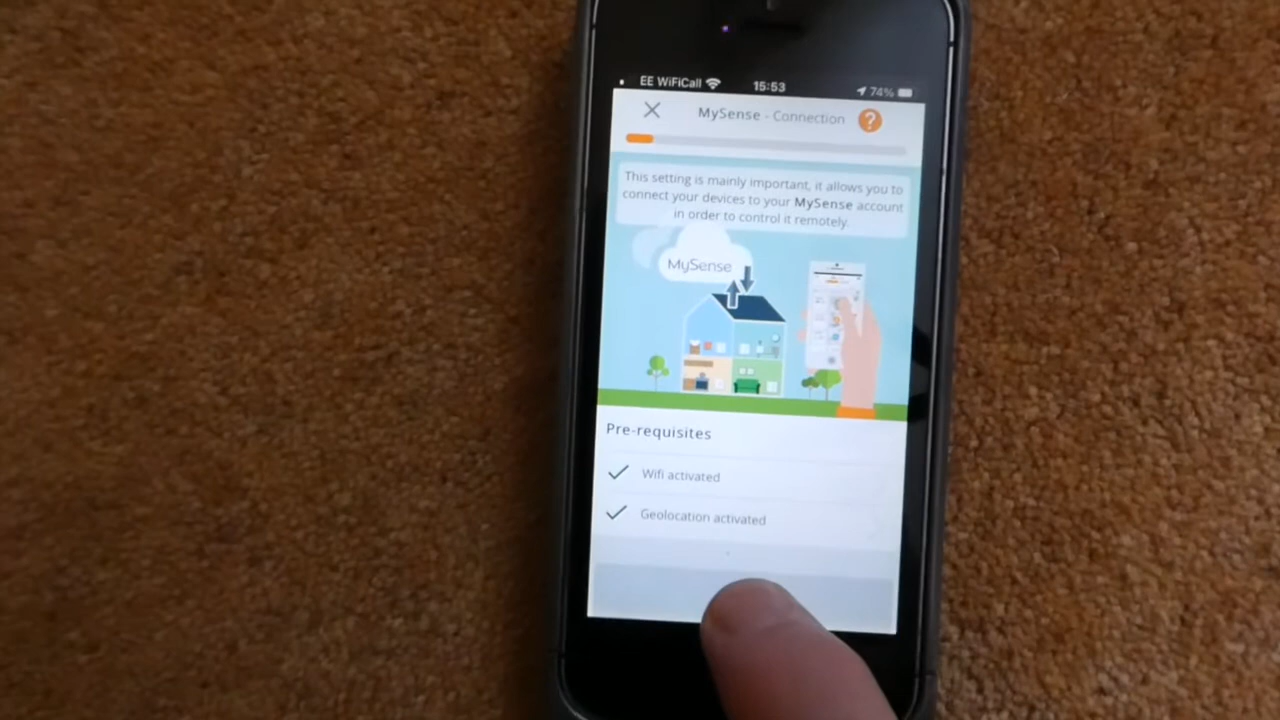 EE WiFiCall 15:53 74%
MySense - Connection ?
This setting is mainly important, it allows you to
connect your devices to your MySense account
in order to control it remotely.
MySense
Pre-requisites
Wifi activated
Geolocation activated